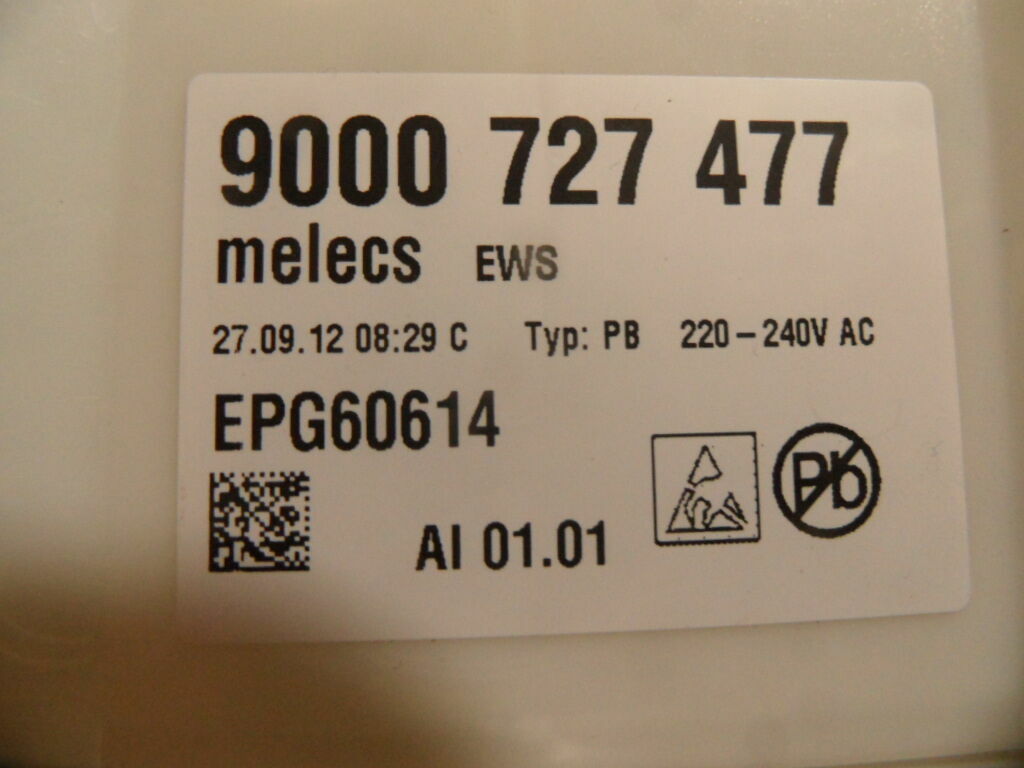 9000 727 477
melecs EWS
27.09.12 08:29 C Typ: PB 220-240V AC
EPG60614
AI 01.01
Pb